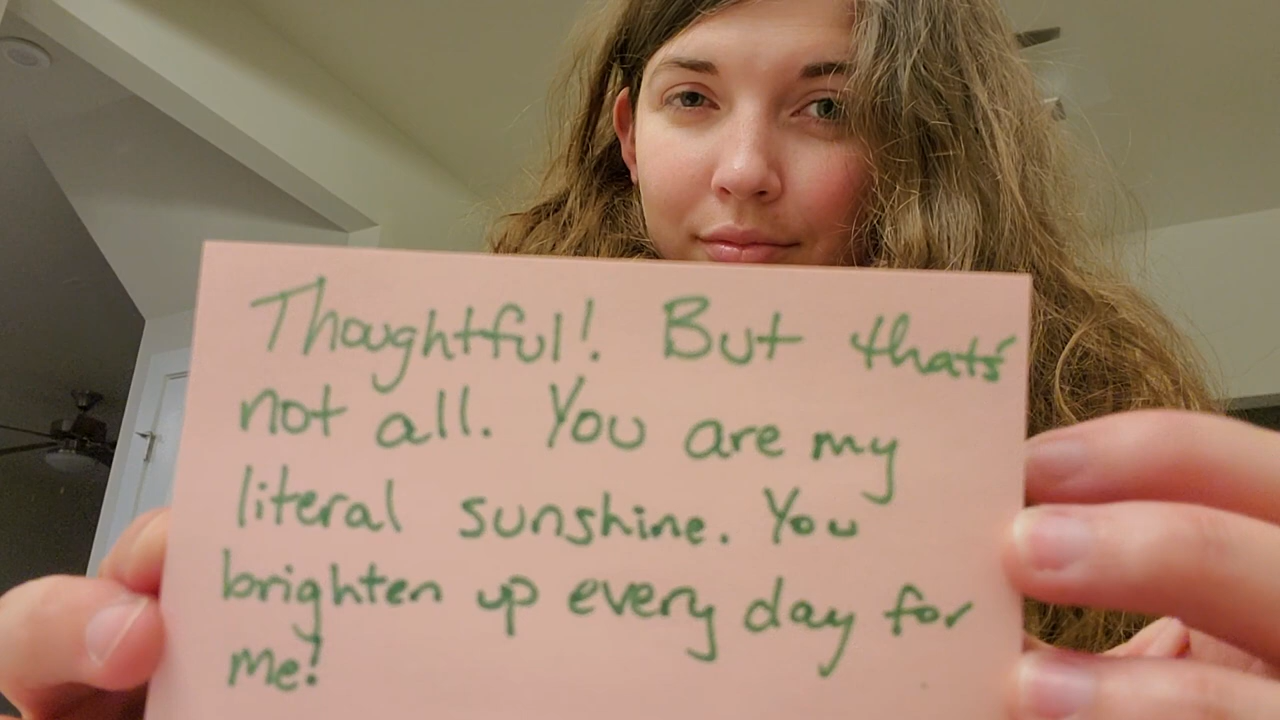 Thoughtful! But that's
not all. You are my
literal sunshine. You
brighten up every day for
me!